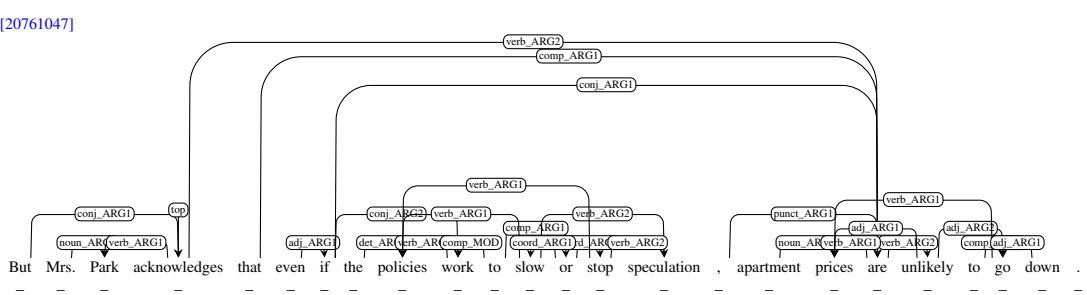 [20761047]
verb_ARG2
comp_ARG1
conj_ARG1
verb_ARG1
verb_ARG1
top
conj_ARG1 conj_ARG2 verb_ARG1 verb_ARG2 punct_ARG1
comp_ARG1 adj_ARG1 adj_ARG2
verb_ARG1 adj_ARG1 comp_MOD coord_ARG1 verb_ARG2 verb_ARG1 verb_ARG2 adj_ARG1
But Mrs. Park acknowledges that even if the policies work to slow or stop speculation , apartment prices are unlikely to go down .